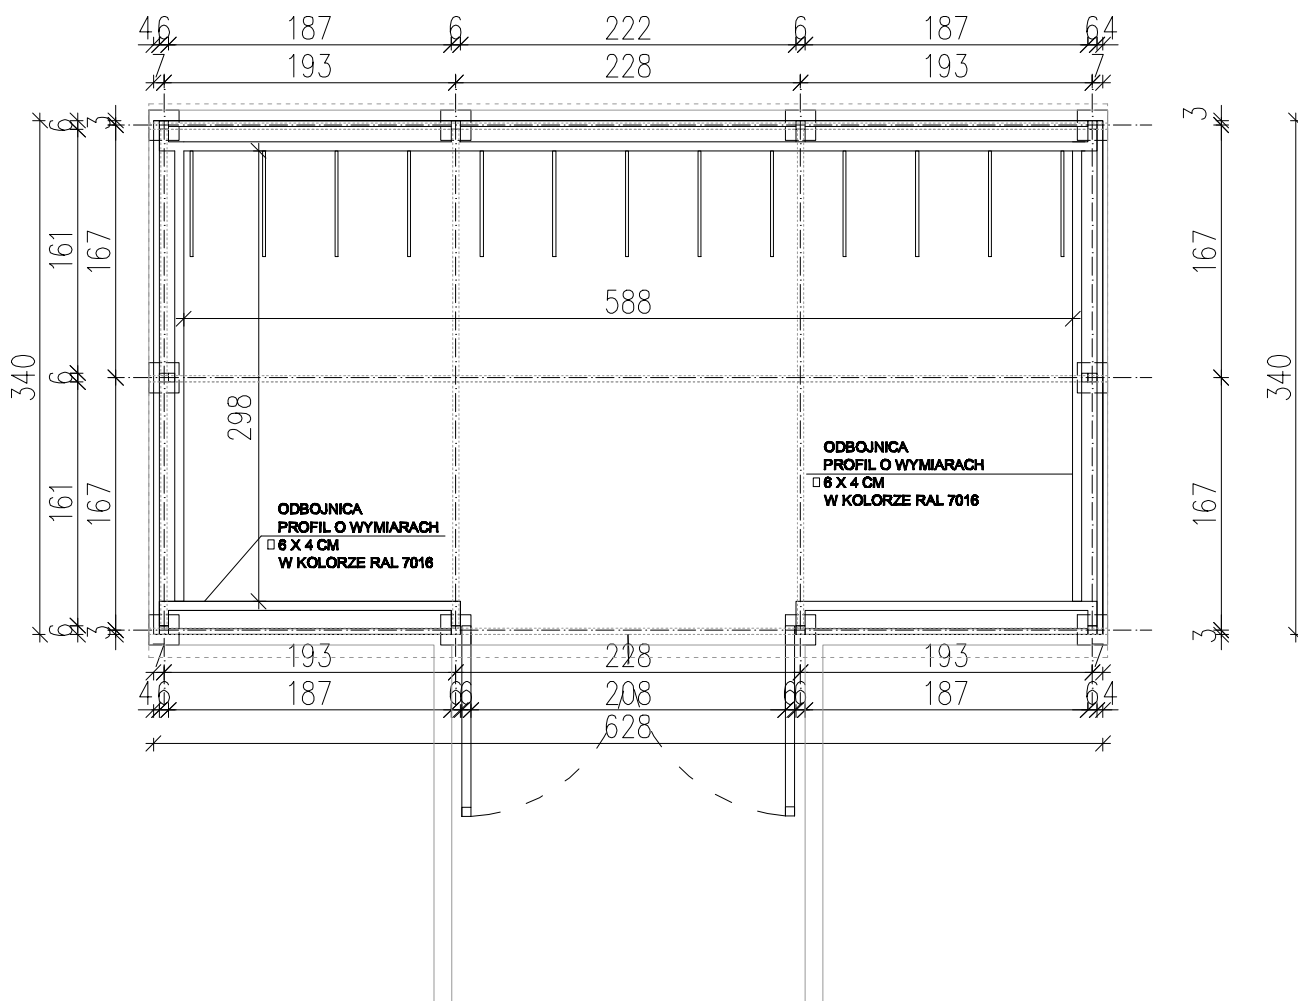 4 6 187 6 222 6 187 6 4
7 193 228 193 7
6 3
3
161 167
167
588
340
6
298
340
ODBOJNICA
PROFIL O WYMIARACH
□ 6 X 4 CM
W KOLORZE RAL 7016
161 167
167
ODBOJNICA
PROFIL O WYMIARACH
□ 6 X 4 CM
W KOLORZE RAL 7016
6 3
3
7 193 228 193 7
4 6 187 6 6 208 6 6 187 6 4
628